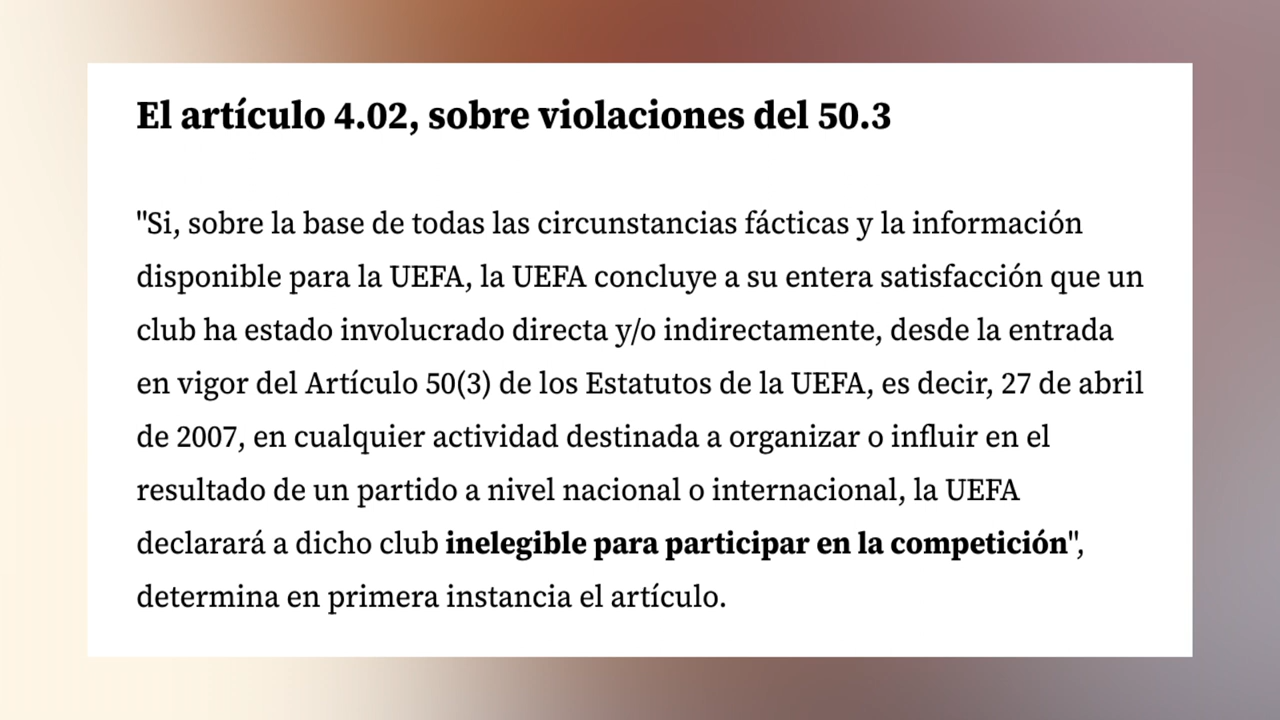 El artículo 4.02, sobre violaciones del 50.3
"Si, sobre la base de todas las circunstancias fácticas y la información
disponible para la UEFA, la UEFA concluye a su entera satisfacción que un
club ha estado involucrado directa y/o indirectamente, desde la entrada
en vigor del Artículo 50(3) de los Estatutos de la UEFA, es decir, 27 de abril
de 2007, en cualquier actividad destinada a organizar o influir en el
resultado de un partido a nivel nacional o internacional, la UEFA
declarará a dicho club inelegible para participar en la competición",
determina en primera instancia el artículo.